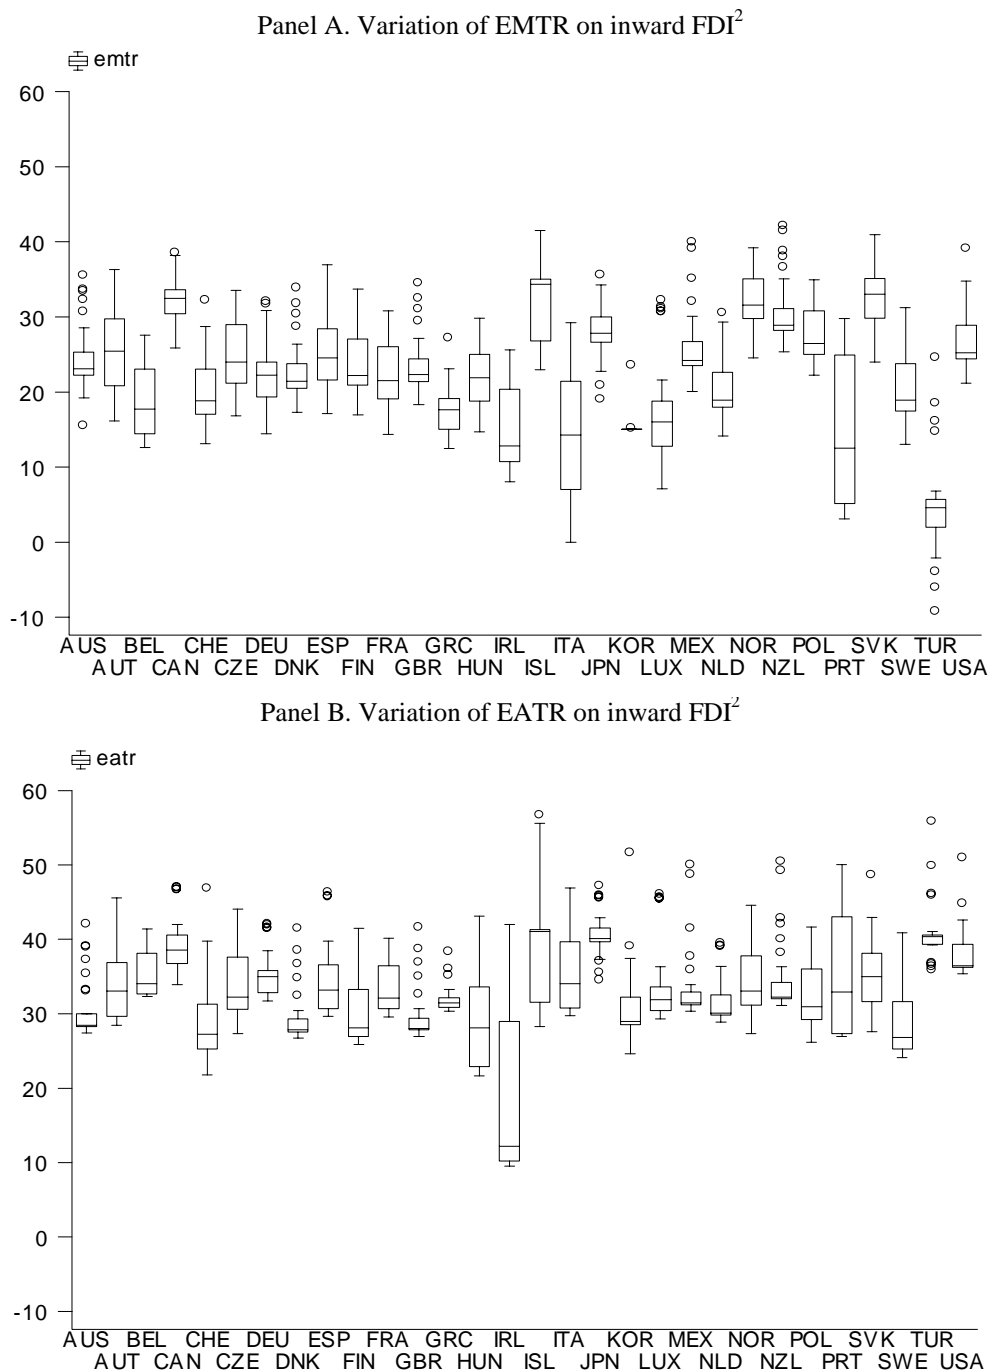 Panel A. Variation of EMTR on inward FDI2
emtr
60
50
40
30
20
10
0
-10
AUS BEL CHE DEU ESP FRA GRC IRL ITA KOR MEX NOR POL SVK TUR
AUT CAN CZE DNK FIN GBR HUN ISL JPN LUX NLD NZL PRT SWE USA
Panel B. Variation of EATR on inward FDI2
eatr
60
50
40
30
20
10
0
-10
AUS BEL CHE DEU ESP FRA GRC IRL ITA KOR MEX NOR POL SVK TUR
AUT CAN CZE DNK FIN GBR HUN ISL JPN LUX NLD NZL PRT SWE USA